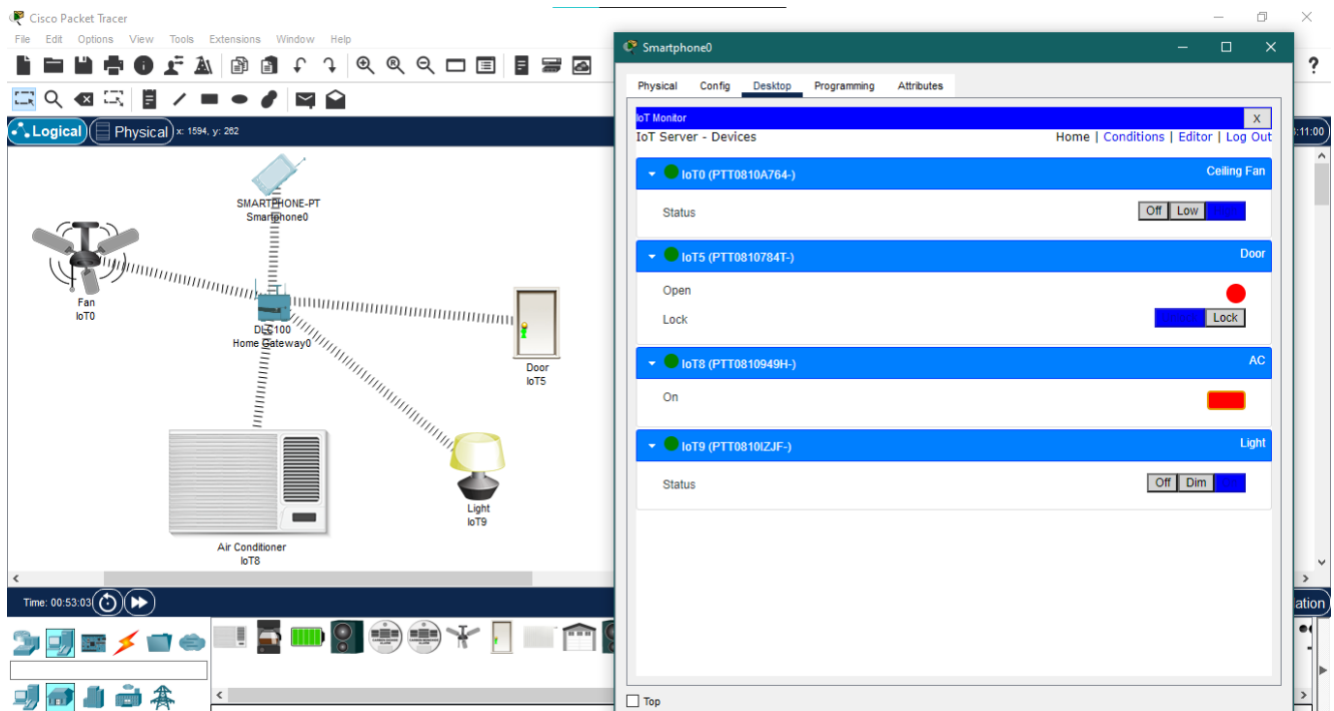 Cisco Packet Tracer
File Edit Options View Tools Extensions Window Help
Logical Physical x: 1594, y: 262
:11:00
SMARTPHONE-PT
Smartphone0
Fan
IoT0
DLC100
Home Gateway0
Door
IoT5
Light
IoT9
Air Conditioner
IoT8
Time: 00:53:03
ation
Smartphone0
Physical Config Desktop Programming Attributes
IoT Monitor X
IoT Server - Devices Home | Conditions | Editor | Log Out
IoT0 (PTT0810A764-) Ceiling Fan
Status Off Low
IoT5 (PTT0810784T-) Door
Open
Lock Lock
IoT8 (PTT0810949H-) AC
On
IoT9 (PTT0810IZJF-) Light
Status Off Dim
Top